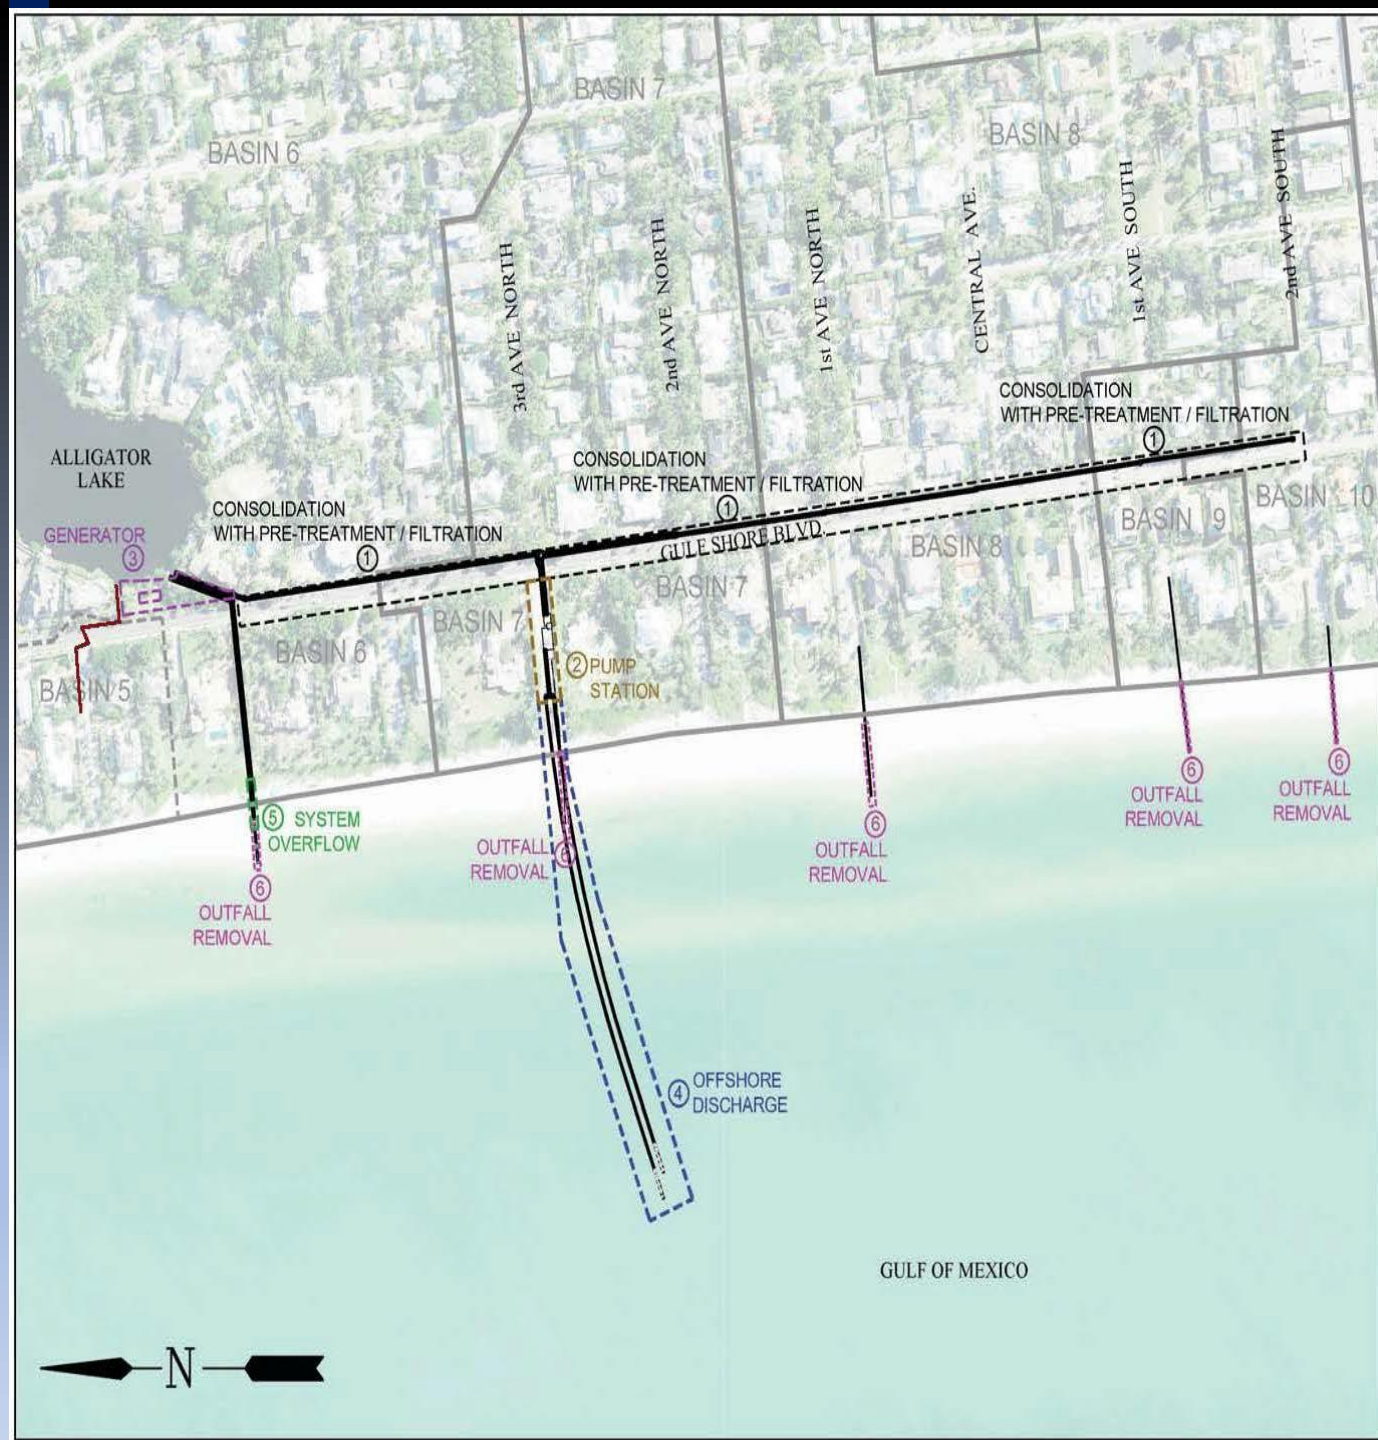 BASIN 7
BASIN 8
BASIN 6
3rd AVE NORTH
2nd AVE NORTH
1st AVE NORTH
CENTRAL AVE.
1st AVE SOUTH
2nd AVE SOUTH
CONSOLIDATION
WITH PRE-TREATMENT / FILTRATION
1
CONSOLIDATION
WITH PRE-TREATMENT / FILTRATION
1
ALLIGATOR
LAKE
CONSOLIDATION
WITH PRE-TREATMENT / FILTRATION
1
GENERATOR
3
GULF SHORE BLVD.
BASIN 10
BASIN 9
BASIN 8
BASIN 7
BASIN 7
BASIN 6
BASIN 5
2 PUMP
STATION
5 SYSTEM
OVERFLOW
6
OUTFALL
REMOVAL
OUTFALL
REMOVAL
6
6
OUTFALL
REMOVAL
6
OUTFALL
REMOVAL
6
OUTFALL
REMOVAL
4 OFFSHORE
DISCHARGE
GULF OF MEXICO
N